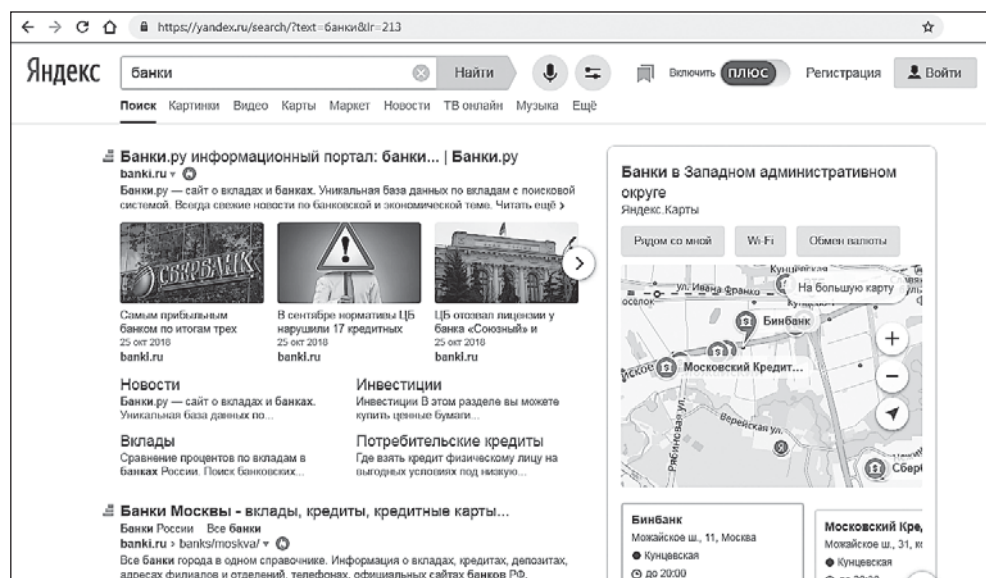 https://yandex.ru/search/?text=банки&lr=213
Яндекс
банки
Найти
Включить ПЛЮС
Регистрация
Войти
Поиск Картинки Видео Карты Маркет Новости ТВ онлайн Музыка Ещё
Банки.ру информационный портал: банки... | Банки.ру
banki.ru
Банки.ру — сайт о вкладах и банках. Уникальная база данных по вкладам с поисковой
системой. Всегда свежие новости по банковской и экономической теме. Читать ещё >
СБЕРБАНК
Самым прибыльным
банком по итогам трех
25 окт 2018
banki.ru
В сентябре нормативы ЦБ
нарушили 17 кредитных
25 окт 2018
banki.ru
ЦБ отозвал лицензии у
банка «Союзный» и
25 окт 2018
banki.ru
Новости
Банки.ру — сайт о вкладах и банках.
Уникальная база данных по...
Инвестиции
Инвестиции В этом разделе вы можете
купить ценные бумаги...
Вклады
Сравнение процентов по вкладам в
банках России. Поиск банковских...
Потребительские кредиты
Где взять кредит физическому лицу на
выгодных условиях под низкую...
Банки Москвы - вклады, кредиты, кредитные карты...
Банки России Все банки
banki.ru › banks/moskva/
Все банки города в одном справочнике. Информация о вкладах, кредитах, депозитах,
адресах филиалов и отделений, телефонах, официальных сайтах банков РФ.
Банки в Западном административном
округе
Яндекс.Карты
Рядом со мной
Wi-Fi
Обмен валюты
Кунцевская
ул. Ивана Франко
На большую карту
оселок
Бинбанк
йское
Московский Кредит...
Верейская ул.
Рябиновая ул.
Сбер
Бинбанк
Можайское ш., 11, Москва
Кунцевская
до 20:00
Московский Кре
Можайское ш., 31, к
Кунцевская
до 20:00